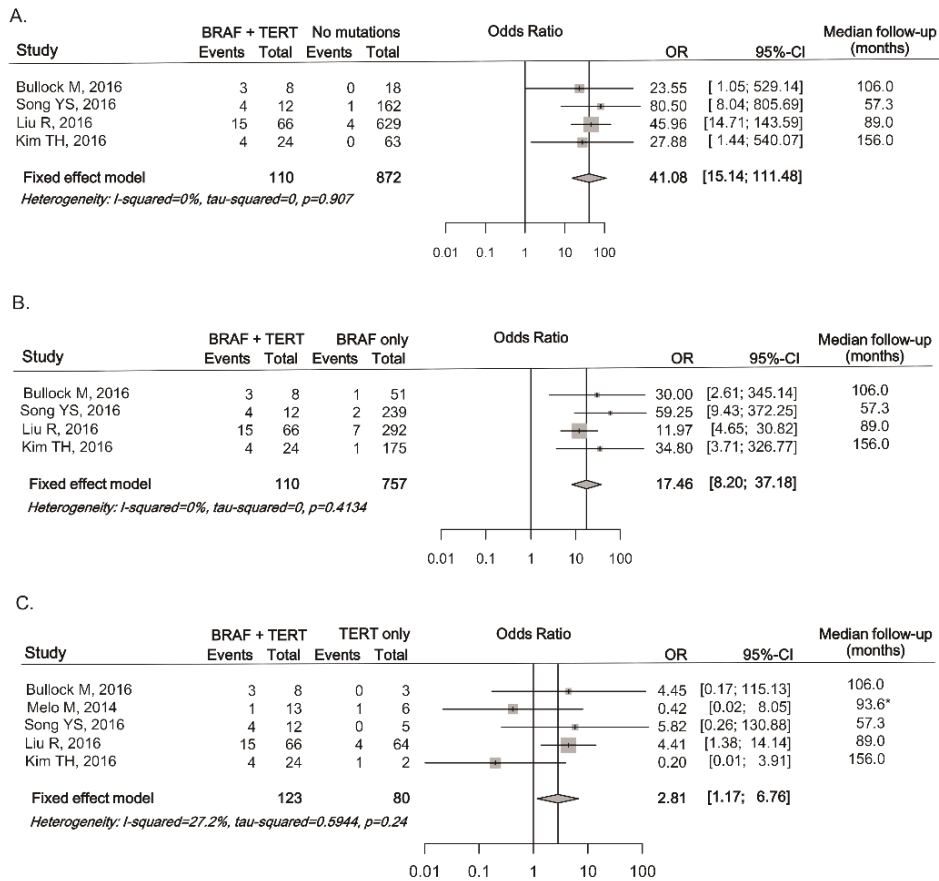 A.
BRAF + TERT No mutations Odds Ratio Median follow-up
Study Events Total Events Total OR 95%-CI (months)
Bullock M, 2016 3 8 0 18 23.55 [ 1.05; 529.14] 106.0
Song YS, 2016 4 12 1 162 80.50 [ 8.04; 805.69] 57.3
Liu R, 2016 15 66 4 629 45.96 [14.71; 143.59] 89.0
Kim TH, 2016 4 24 0 63 27.88 [ 1.44; 540.07] 156.0
Fixed effect model 110 872 41.08 [15.14; 111.48]
Heterogeneity: I-squared=0%, tau-squared=0, p=0.907
0.01 0.1 1 10 100
B.
BRAF + TERT BRAF only Odds Ratio Median follow-up
Study Events Total Events Total OR 95%-CI (months)
Bullock M, 2016 3 8 1 51 30.00 [2.61; 345.14] 106.0
Song YS, 2016 4 12 2 239 59.25 [9.43; 372.25] 57.3
Liu R, 2016 15 66 7 292 11.97 [4.65; 30.82] 89.0
Kim TH, 2016 4 24 1 175 34.80 [3.71; 326.77] 156.0
Fixed effect model 110 757 17.46 [8.20; 37.18]
Heterogeneity: I-squared=0%, tau-squared=0, p=0.4134
0.01 0.1 1 10 100
C.
BRAF + TERT TERT only Odds Ratio Median follow-up
Study Events Total Events Total OR 95%-CI (months)
Bullock M, 2016 3 8 0 3 4.45 [0.17; 115.13] 106.0
Melo M, 2014 1 13 1 6 0.42 [0.02; 8.05] 93.6*
Song YS, 2016 4 12 0 5 5.82 [0.26; 130.88] 57.3
Liu R, 2016 15 66 4 64 4.41 [1.38; 14.14] 89.0
Kim TH, 2016 4 24 1 2 0.20 [0.01; 3.91] 156.0
Fixed effect model 123 80 2.81 [1.17; 6.76]
Heterogeneity: I-squared=27.2%, tau-squared=0.5944, p=0.24
0.01 0.1 1 10 100